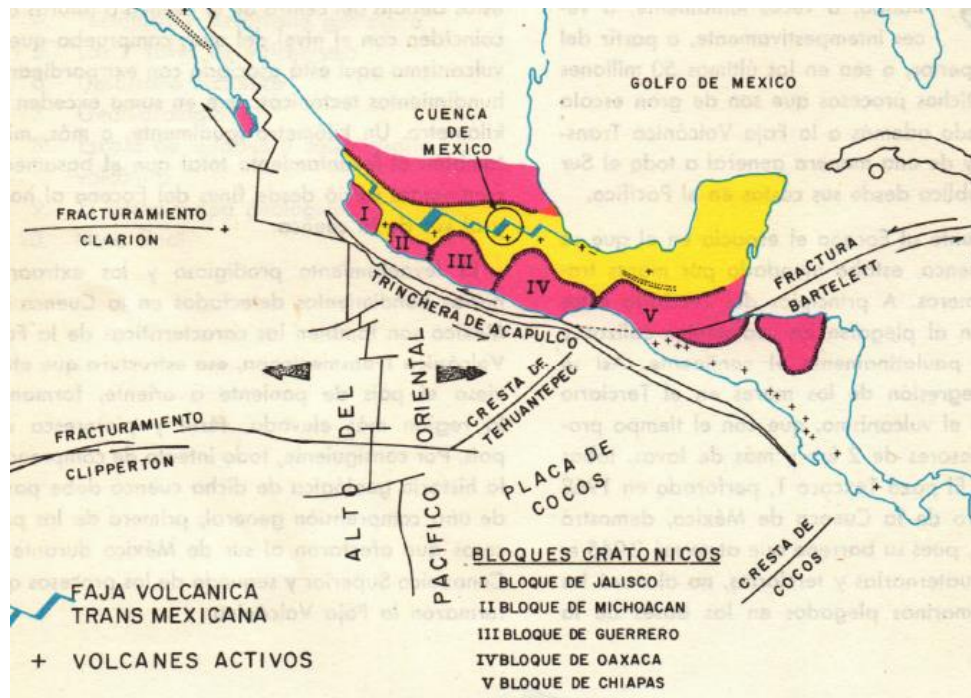 GOLFO DE MEXICO
CUENCA
DE
MEXICO
FRACTURAMIENTO
CLARION
I
II
III
IV
V
FRACTURA
BARTELETT
TRINCHERA DE ACAPULCO
ALTO DEL
PACIFICO ORIENTAL
CRESTA DE
TEHUANTEPEC
FRACTURAMIENTO
CLIPPERTON
PLACA DE
COCOS
CRESTA DE
COCOS
BLOQUES BATOLITICOS
I BLOQUE DE JALISCO
II BLOQUE DE MICHOACAN
III BLOQUE DE GUERRERO
IV BLOQUE DE OAXACA
V BLOQUE DE CHIAPAS
FAJA VOLCANICA
TRANS MEXICANA
+ VOLCANES ACTIVOS